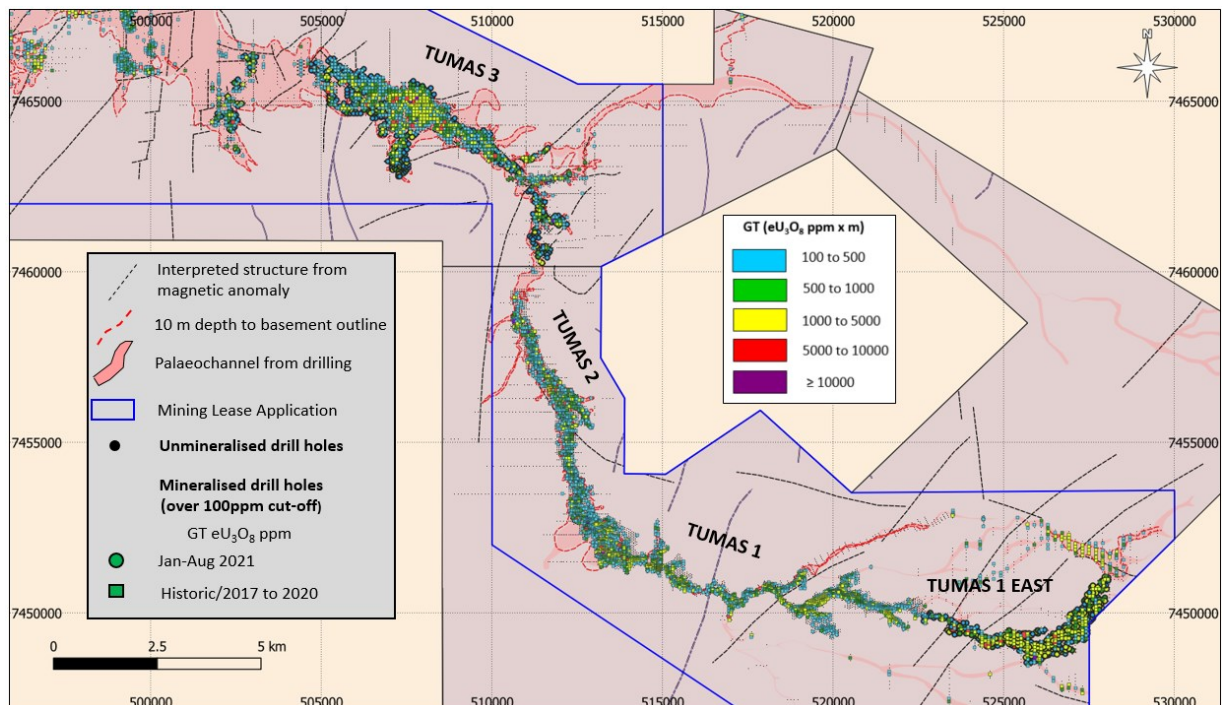 500000 505000 510000 515000 520000 525000 530000
N
TUMAS 3
7465000 7465000
GT (eU₃O₈ ppm x m)
100 to 500
500 to 1000
1000 to 5000
5000 to 10000
≥ 10000
7460000 7460000
Interpreted structure from
magnetic anomaly
10 m depth to basement outline
Palaeochannel from drilling
Mining Lease Application
Unmineralised drill holes
Mineralised drill holes
(over 100ppm cut-off)
GT eU₃O₈ ppm
Jan-Aug 2021
Historic/2017 to 2020
TUMAS 2
7455000 7455000
TUMAS 1
TUMAS 1 EAST
7450000 7450000
0 2.5 5 km
500000 505000 510000 515000 520000 525000 530000